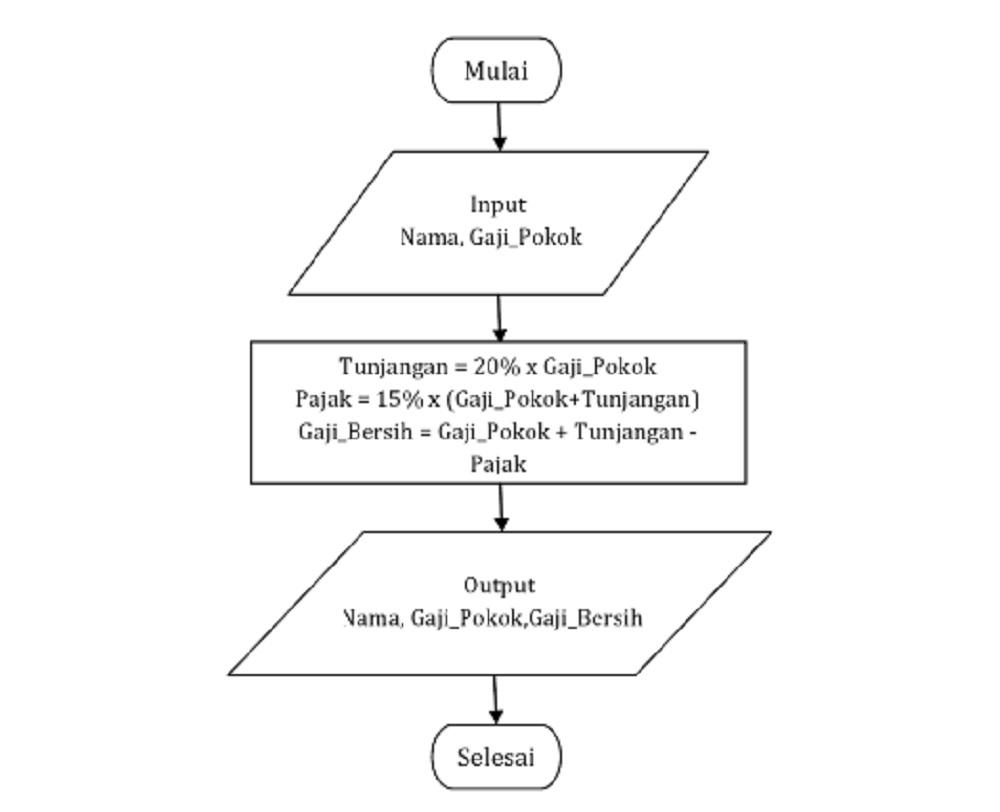 Mulai
Input
Nama, Gaji_Pokok
Tunjangan = 20% x Gaji_Pokok
Pajak = 15% x (Gaji_Pokok+Tunjangan)
Gaji_Bersih = Gaji_Pokok + Tunjangan -
Pajak
Output
Nama, Gaji_Pokok,Gaji_Bersih
Selesai